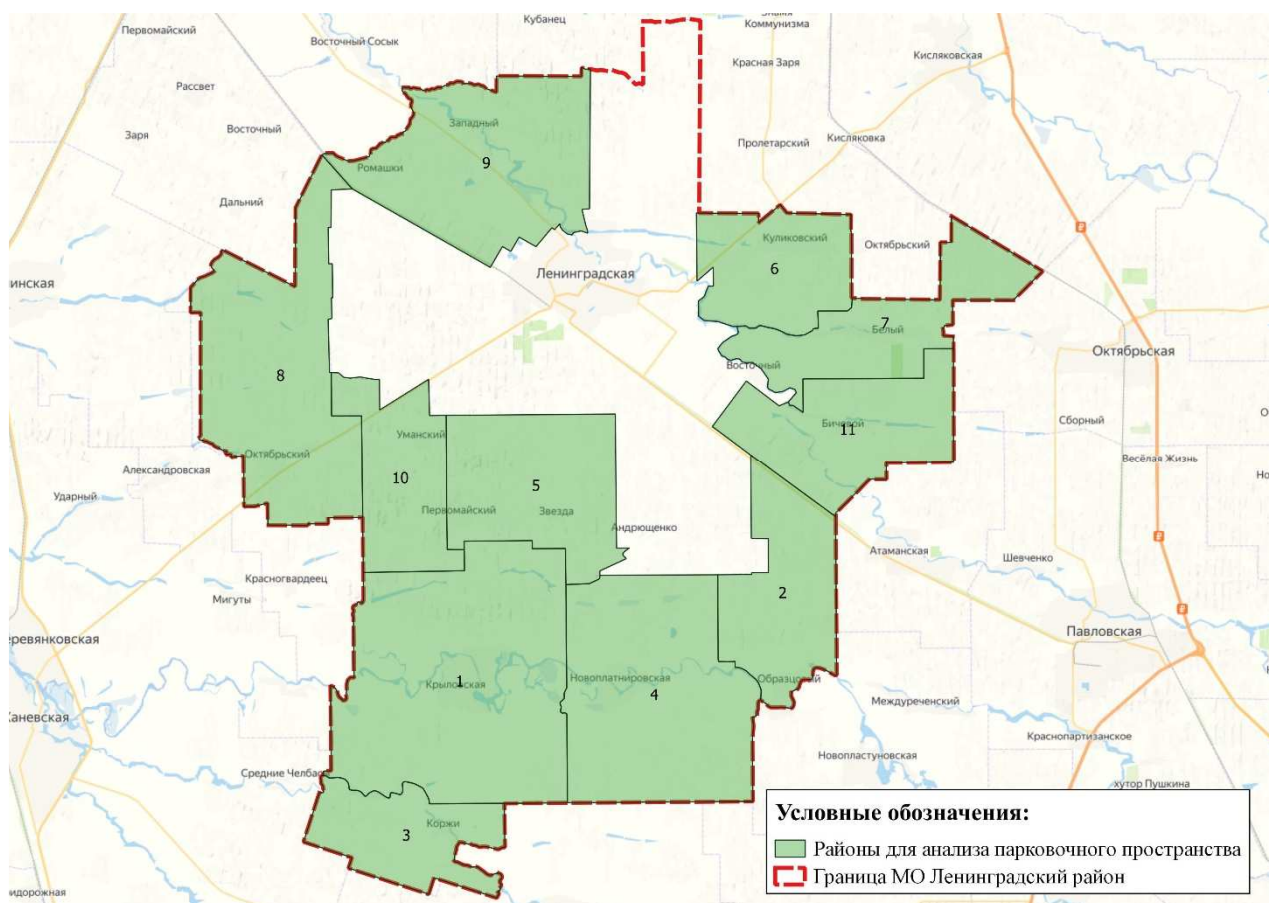 Кубанец
Знамя
Коммунизма
Первомайский
Восточный Сосык
Кисляковская
Красная Заря
Рассвет
Западный
Заря
Восточный
Пролетарский
Кисляковка
9
Ромашки
Дальний
Куликовский
Октябрьский
Ленинградская
6
инская
7
Белый
Октябрьская
Восточный
8
Сборный
Бичевой
11
Уманский
Октябрьский
Александровская
Весёлая Жизнь
10
5
Ударный
Первомайский
Звезда
Андрющенко
Атаманская
Шевченко
Красногвардеец
Мигуты
2
Павловская
еревянковская
Крыловская
1
Новоплатнировская
Образцовый
4
Междуреченский
Каневская
Краснопартизанское
Новопластуновская
Средние Челбасы
хутор Пушкина
Коржи
3
Условные обозначения:
Районы для анализа парковочного пространства
Граница МО Ленинградский район
идорожная